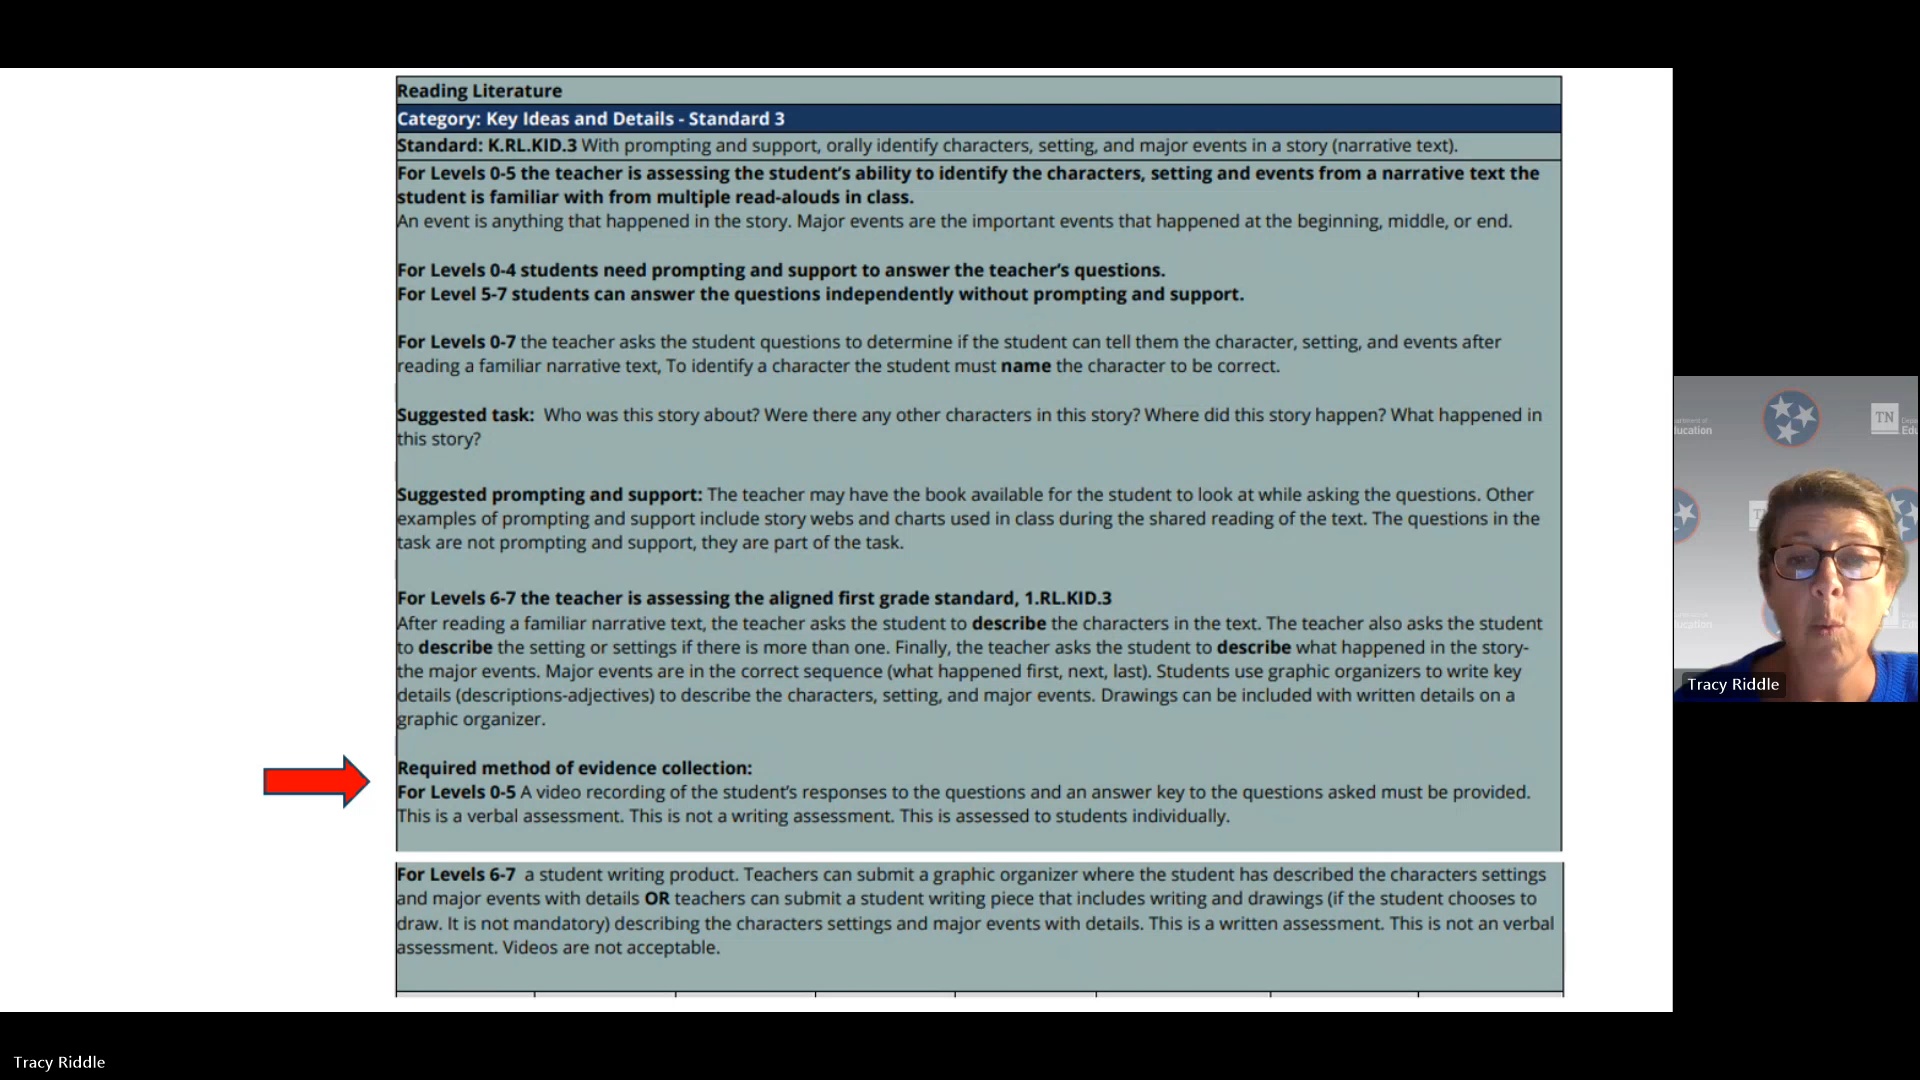 Reading Literature
Category: Key Ideas and Details - Standard 3
Standard: K.RL.KID.3 With prompting and support, orally identify characters, setting, and major events in a story (narrative text).
For Levels 0-5 the teacher is assessing the student's ability to identify the characters, setting and events from a narrative text the
student is familiar with from multiple read-alouds in class.
An event is anything that happened in the story. Major events are the important events that happened at the beginning, middle, or end.
For Levels 0-4 students need prompting and support to answer the teacher's questions.
For Level 5-7 students can answer the questions independently without prompting and support.
For Levels 0-7 the teacher asks the student questions to determine if the student can tell them the character, setting, and events after
reading a familiar narrative text, To identify a character the student must name the character to be correct.
Suggested task: Who was this story about? Were there any other characters in this story? Where did this story happen? What happened in
this story?
Suggested prompting and support: The teacher may have the book available for the student to look at while asking the questions. Other
examples of prompting and support include story webs and charts used in class during the shared reading of the text. The questions in the
task are not prompting and support, they are part of the task.
For Levels 6-7 the teacher is assessing the aligned first grade standard, 1.RL.KID.3
After reading a familiar narrative text, the teacher asks the student to describe the characters in the text. The teacher also asks the student
to describe the setting or settings if there is more than one. Finally, the teacher asks the student to describe what happened in the story-
the major events. Major events are in the correct sequence (what happened first, next, last). Students use graphic organizers to write key
details (descriptions-adjectives) to describe the characters, setting, and major events. Drawings can be included with written details on a
graphic organizer.
Required method of evidence collection:
For Levels 0-5 A video recording of the student's responses to the questions and an answer key to the questions asked must be provided.
This is a verbal assessment. This is not a writing assessment. This is assessed to students individually.
For Levels 6-7 a student writing product. Teachers can submit a graphic organizer where the student has described the characters settings
and major events with details OR teachers can submit a student writing piece that includes writing and drawings (if the student chooses to
draw. It is not mandatory) describing the characters settings and major events with details. This is a written assessment. This is not an verbal
assessment. Videos are not acceptable.
ucation
TN
Edu
Tracy Riddle
Tracy Riddle